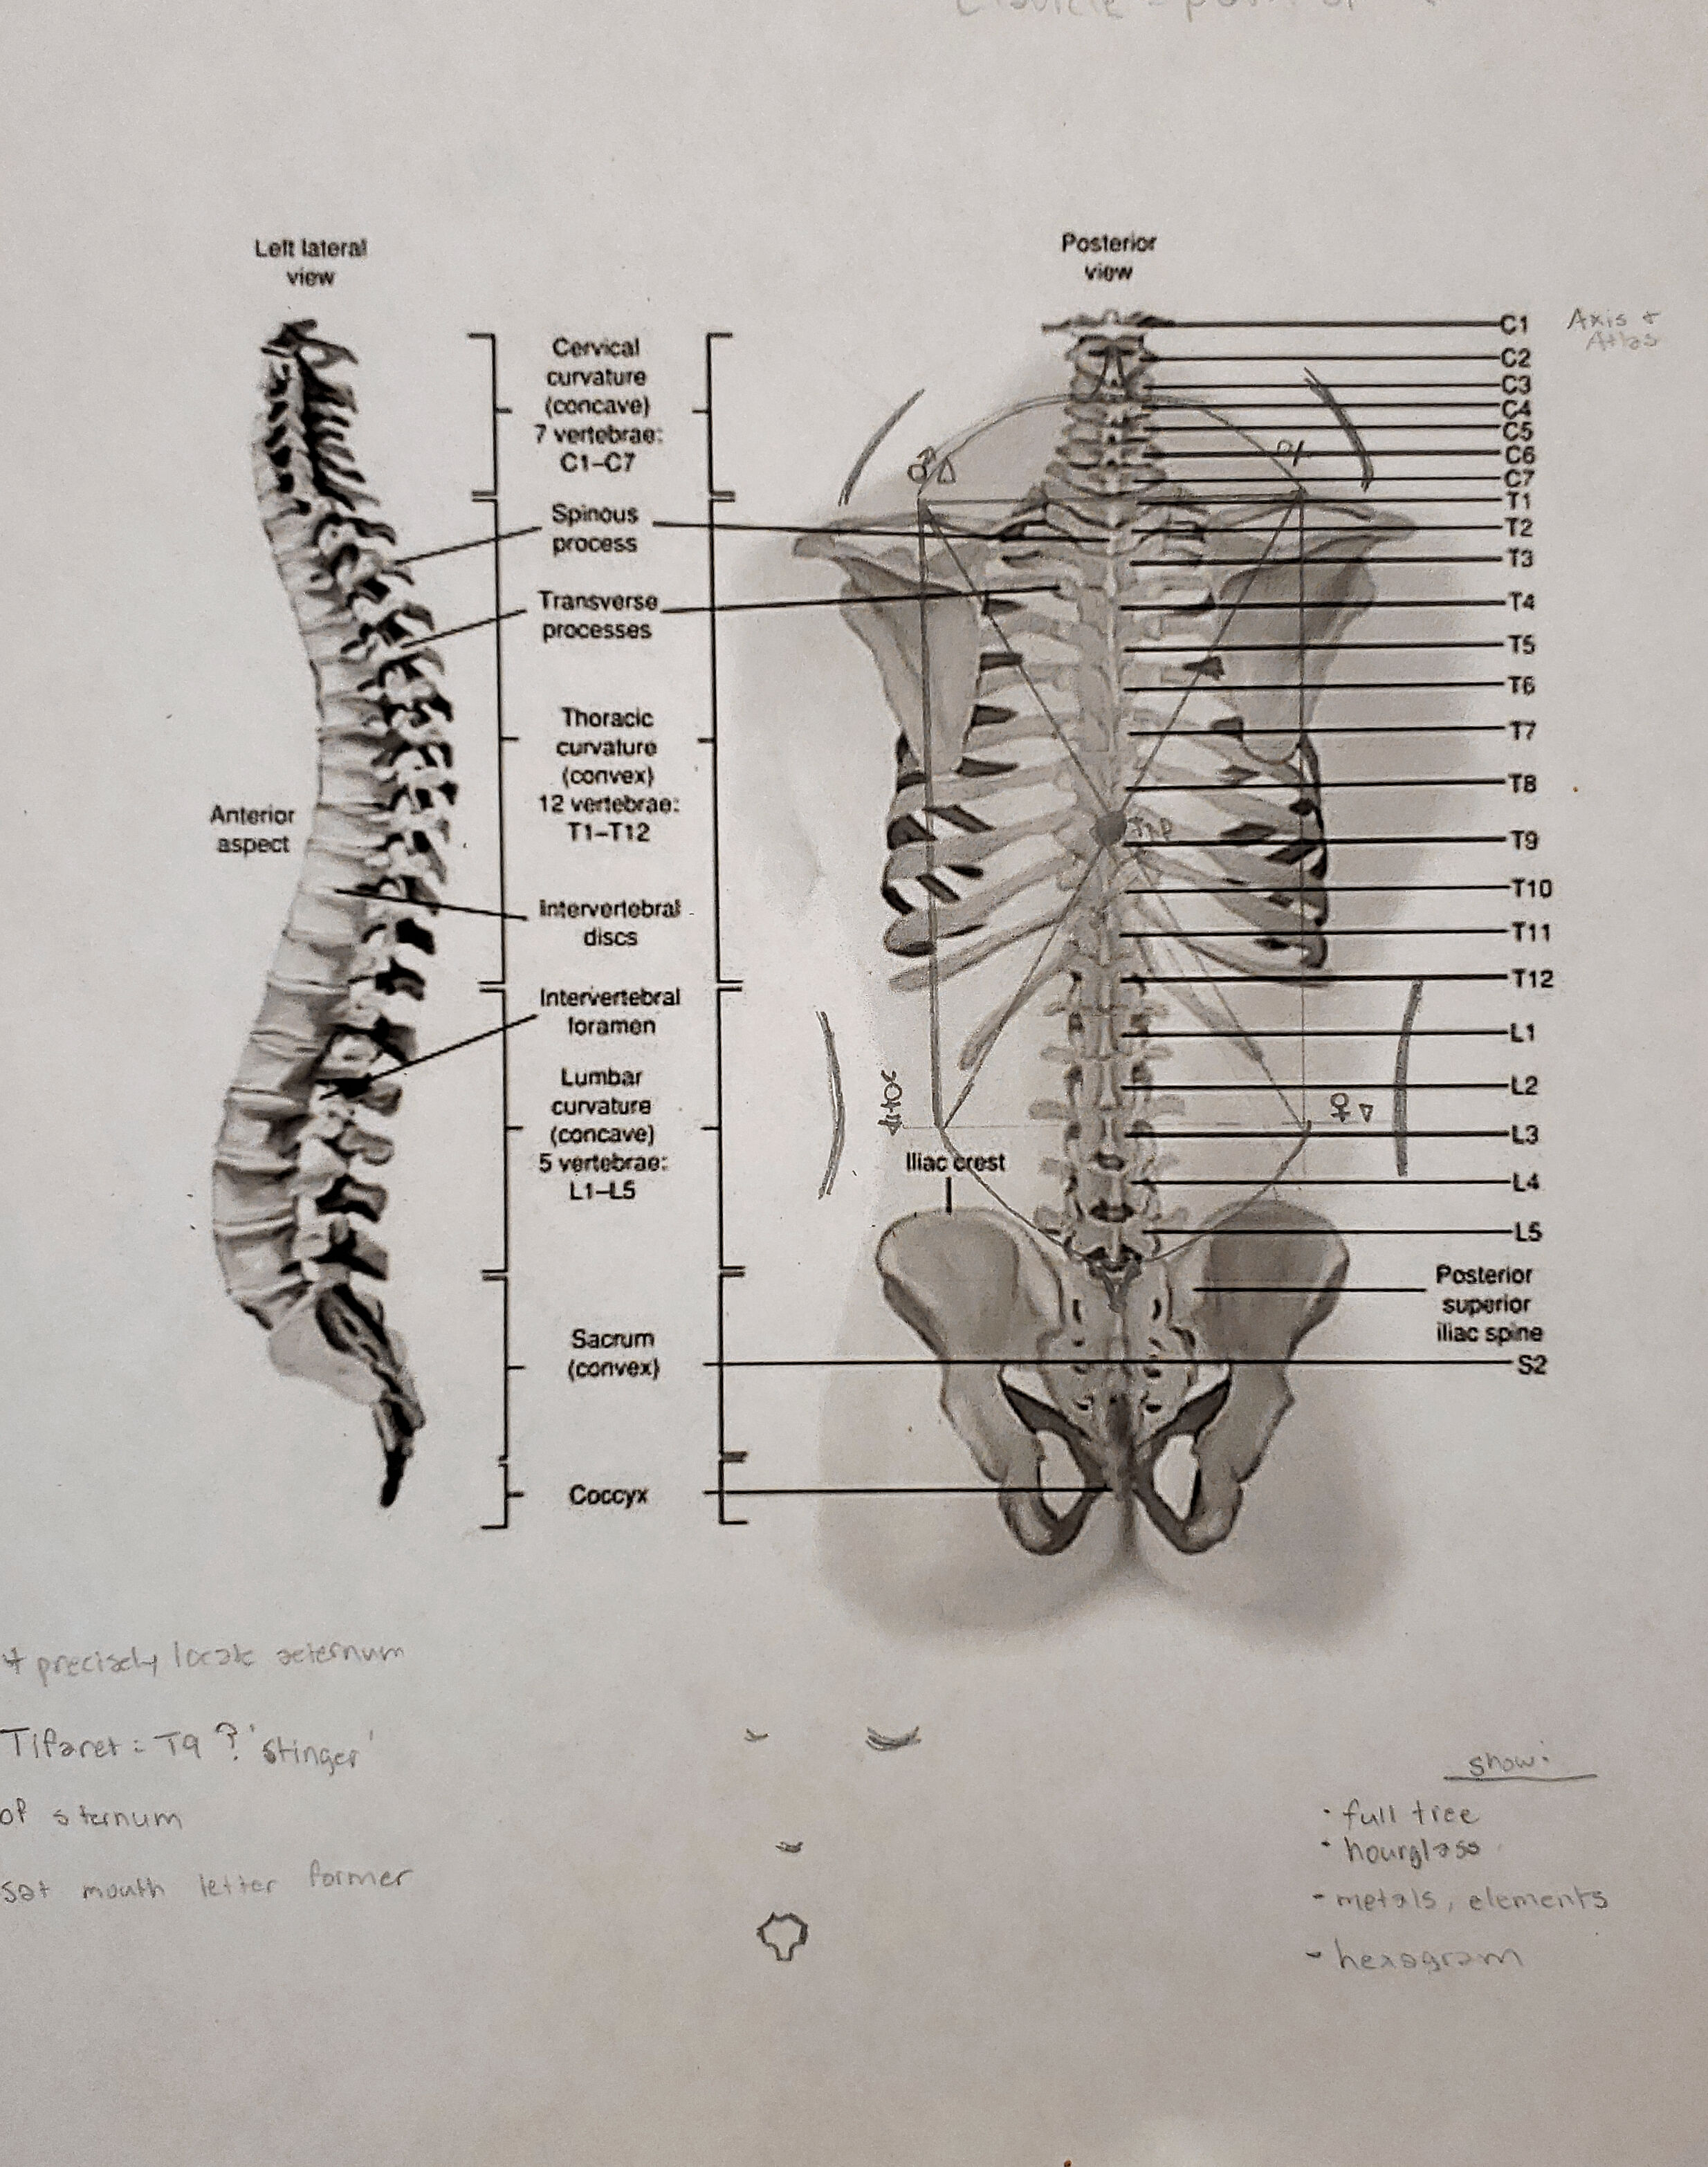 Left lateral
view
Posterior
view
Cervical
curvature
(concave)
7 vertebrae:
C1–C7
Spinous
process
Transverse
processes
Thoracic
curvature
(convex)
12 vertebrae:
T1–T12
Anterior
aspect
Intervertebral
discs
Intervertebral
foramen
Lumbar
curvature
(concave)
5 vertebrae:
L1–L5
Sacrum
(convex)
Coccyx
Iliac crest
C1
Axis +
Atlas
C2
C3
C4
C5
C6
C7
T1
T2
T3
T4
T5
T6
T7
T8
T9
T10
T11
T12
L1
L2
L3
L4
L5
♂ △
♀ ▽
Posterior
superior
iliac spine
S2
precisely locate
Tifaret = T9 ? 'stinger'
of sternum
mouth letter former
show:
· full tree
· hourglass
- metals, elements
- hexagram